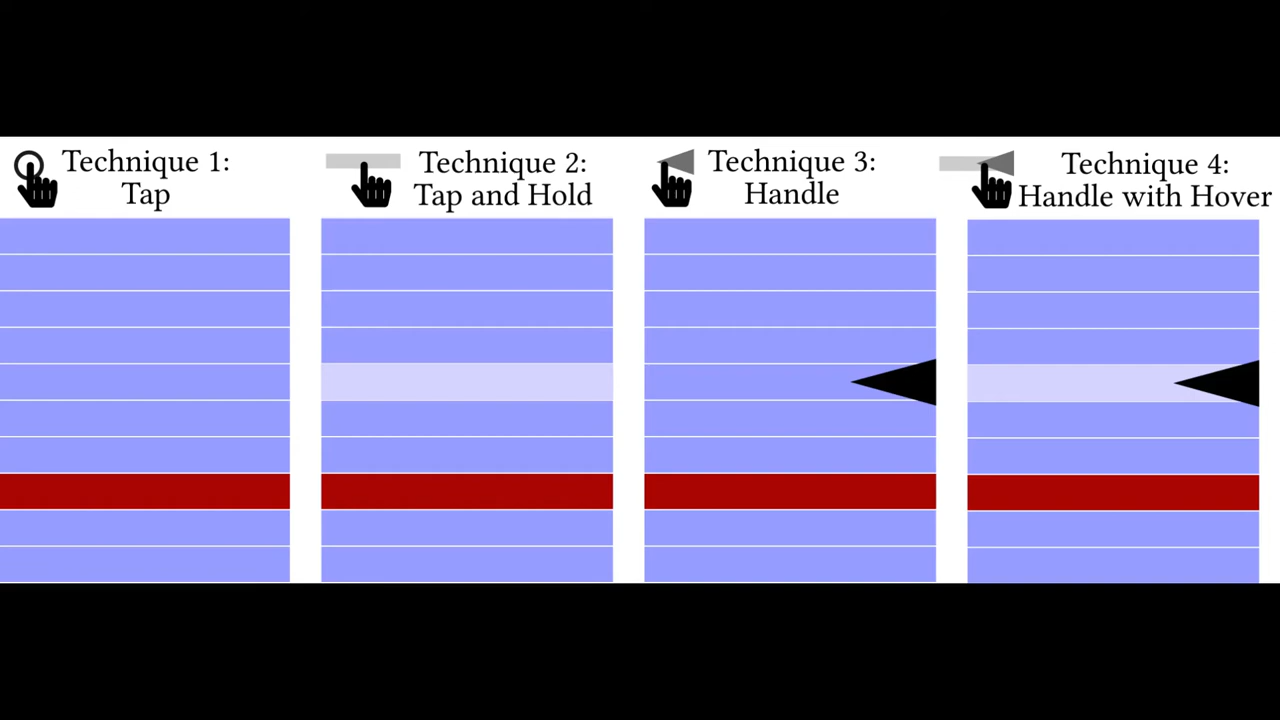 Technique 1:
Tap
Technique 2:
Tap and Hold
Technique 3:
Handle
Technique 4:
Handle with Hover